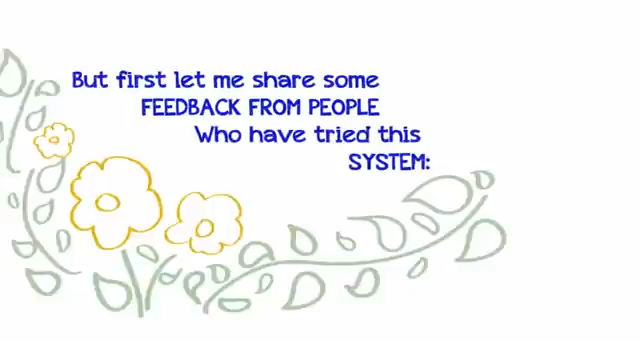 But first let me share some
FEEDBACK FROM PEOPLE
Who have tried this
SYSTEM: